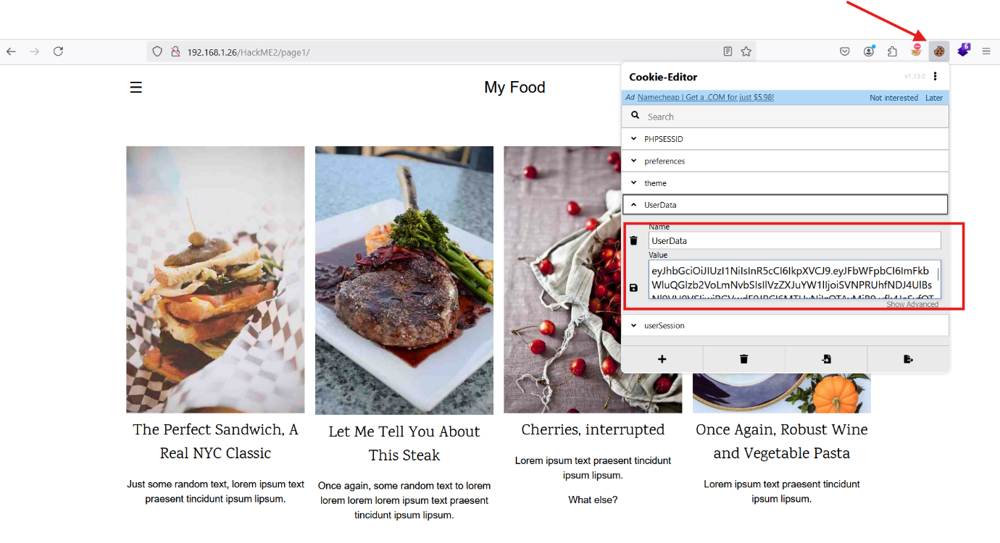 192.168.1.26/HackME2/page1/
6
☰
My Food
Cookie-Editor
v1.13.0
Ad Namecheap | Get a .COM for just $5.98!
Not interested Later
Search
PHPSESSID
preferences
theme
UserData
Name
UserData
Value
Show Advanced
userSession
The Perfect Sandwich, A
Real NYC Classic
Just some random text, lorem ipsum text
praesent tincidunt ipsum lipsum.
Let Me Tell You About
This Steak
Once again, some random text to lorem
lorem lorem lorem ipsum text praesent
tincidunt ipsum lipsum.
Cherries, interrupted
Lorem ipsum text praesent tincidunt
ipsum lipsum.
What else?
Once Again, Robust Wine
and Vegetable Pasta
Lorem ipsum text praesent tincidunt
ipsum lipsum.